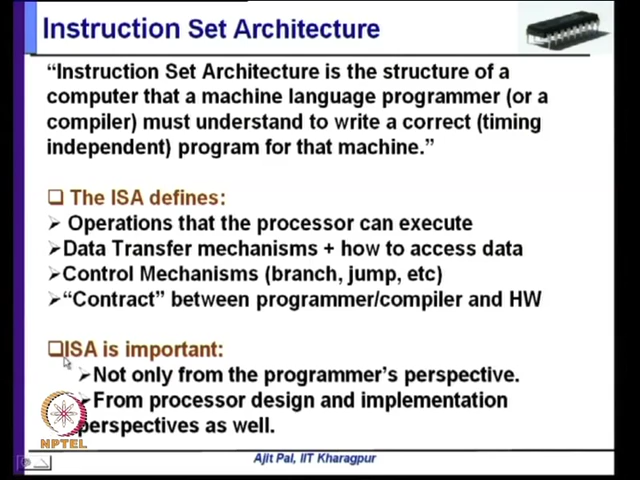 Instruction Set Architecture
“Instruction Set Architecture is the structure of a
computer that a machine language programmer (or a
compiler) must understand to write a correct (timing
independent) program for that machine.”
The ISA defines:
Operations that the processor can execute
Data Transfer mechanisms + how to access data
Control Mechanisms (branch, jump, etc)
“Contract” between programmer/compiler and HW
ISA is important:
Not only from the programmer’s perspective.
From processor design and implementation
perspectives as well.
NPTEL
Ajit Pal, IIT Kharagpur